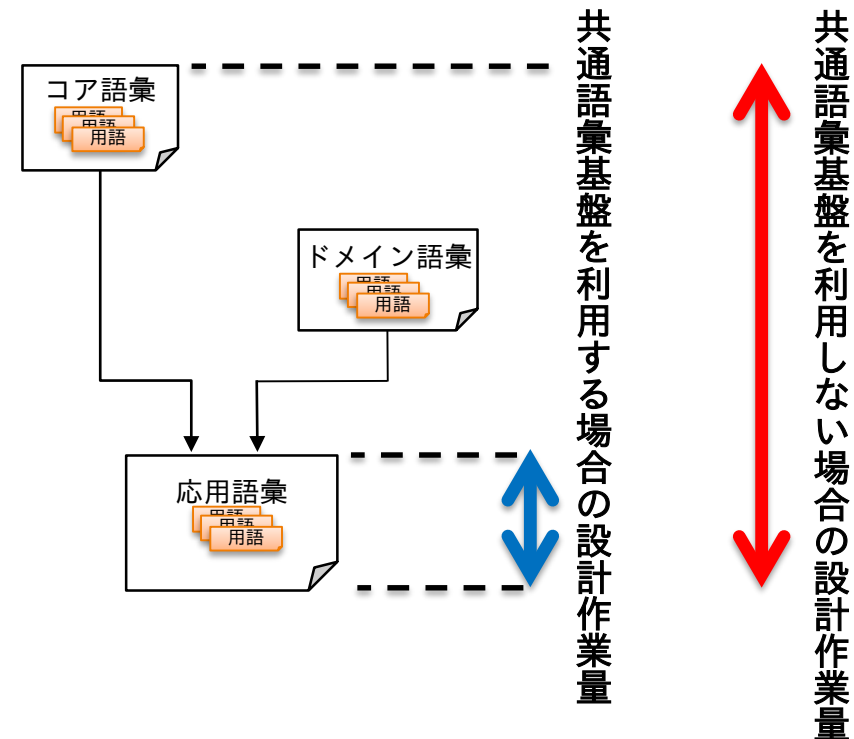 コア語彙
用語
用語
用語
ドメイン語彙
用語
用語
用語
応用語彙
用語
用語
用語
共通語彙基盤を利用する場合の設計作業量
共通語彙基盤を利用しない場合の設計作業量